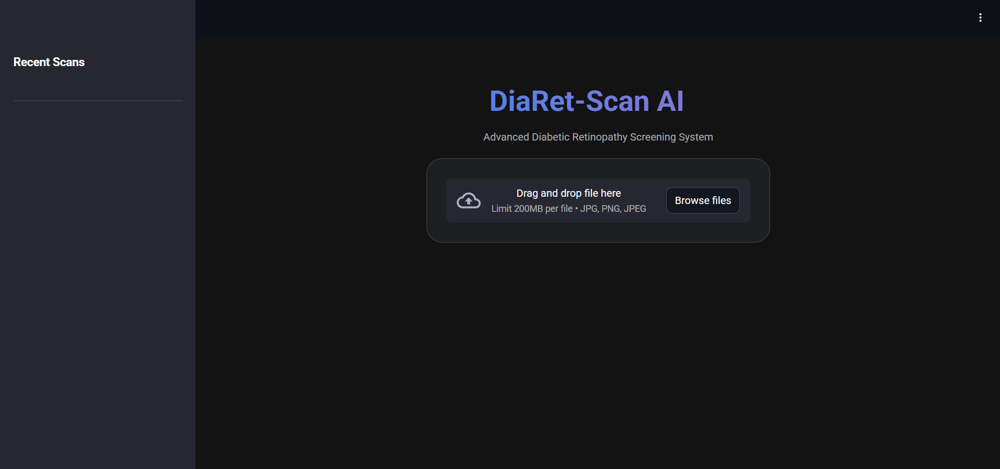 Recent Scans
DiaRet-Scan AI
Advanced Diabetic Retinopathy Screening System
Drag and drop file here
Limit 200MB per file • JPG, PNG, JPEG
Browse files